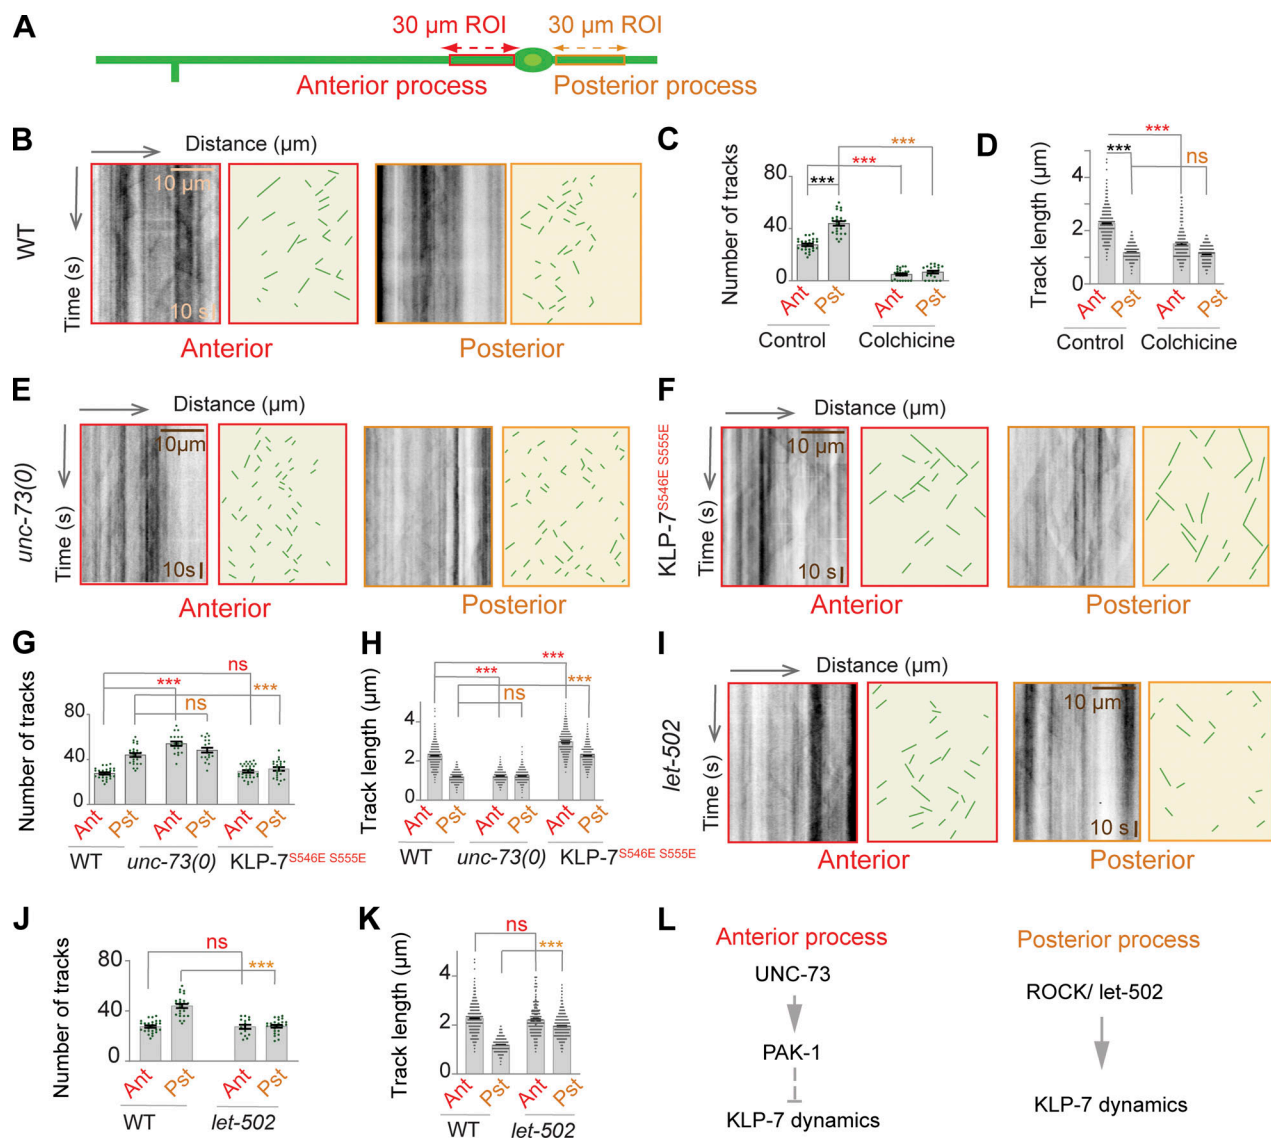 A
30 µm ROI
30 µm ROI
Anterior process
Posterior process
B
Distance (µm)
WT
Time (s)
10 µm
10 s
Anterior
Posterior
C
Number of tracks
80
40
0
***
***
***
Ant
Pst
Ant
Pst
Control
Colchicine
D
Track length (µm)
4
2
0
***
***
ns
Ant
Pst
Ant
Pst
Control
Colchicine
E
Distance (µm)
unc-73(0)
Time (s)
10µm
10s
Anterior
Posterior
F
Distance (µm)
KLP-7S546E S555E
Time (s)
10 µm
10 s
Anterior
Posterior
G
Number of tracks
80
40
0
ns
***
***
ns
Ant
Pst
Ant
Pst
Ant
Pst
WT
unc-73(0)
KLP-7S546E S555E
H
Track length (µm)
4
2
0
***
***
***
ns
Ant
Pst
Ant
Pst
Ant
Pst
WT
unc-73(0)
KLP-7S546E S555E
I
Distance (µm)
let-502
Time (s)
10 µm
10 s
Anterior
Posterior
J
Number of tracks
80
40
0
ns
***
Ant
Pst
Ant
Pst
WT
let-502
K
Track length (µm)
4
2
0
ns
***
Ant
Pst
Ant
Pst
WT
let-502
L
Anterior process
UNC-73
PAK-1
KLP-7 dynamics
Posterior process
ROCK/ let-502
KLP-7 dynamics